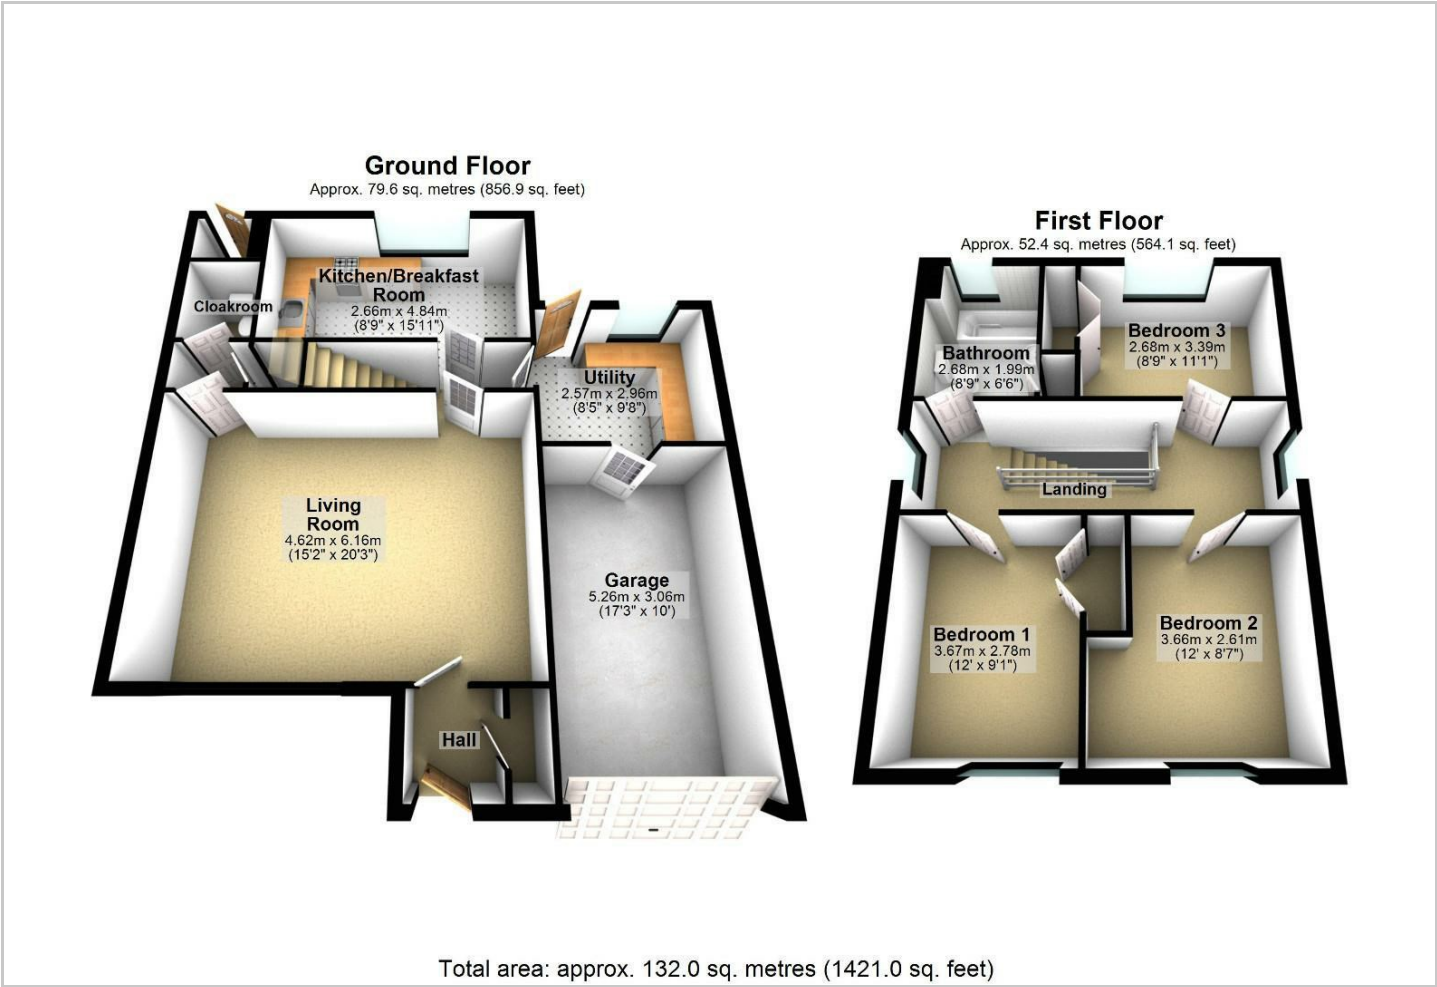 Ground Floor
Approx. 79.6 sq. metres (856.9 sq. feet)
Kitchen/Breakfast
Room
2.66m x 4.84m
(8'9" x 15'11")
Cloakroom
Utility
2.57m x 2.96m
(8'5" x 9'8")
Living
Room
4.62m x 6.16m
(15'2" x 20'3")
Garage
5.26m x 3.06m
(17'3" x 10')
Hall
First Floor
Approx. 52.4 sq. metres (564.1 sq. feet)
Bedroom 3
2.68m x 3.39m
(8'9" x 11'1")
Bathroom
2.68m x 1.99m
(8'9" x 6'6")
Landing
Bedroom 1
3.67m x 2.78m
(12' x 9'1")
Bedroom 2
3.66m x 2.61m
(12' x 8'7")
Total area: approx. 132.0 sq. metres (1421.0 sq. feet)